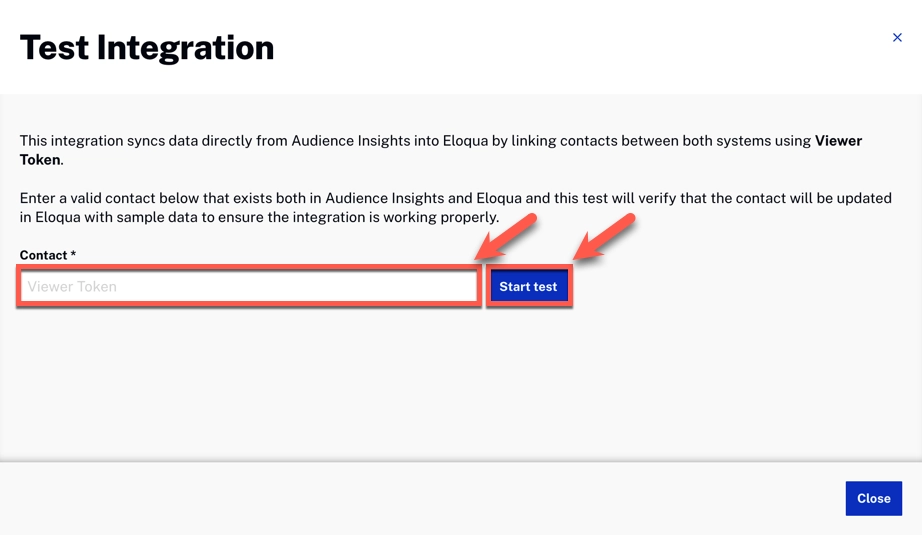 Test Integration
This integration syncs data directly from Audience Insights into Eloqua by linking contacts between both systems using Viewer
Token.
Enter a valid contact below that exists both in Audience Insights and Eloqua and this test will verify that the contact will be updated
in Eloqua with sample data to ensure the integration is working properly.
Contact *
Viewer Token
Start test
Close